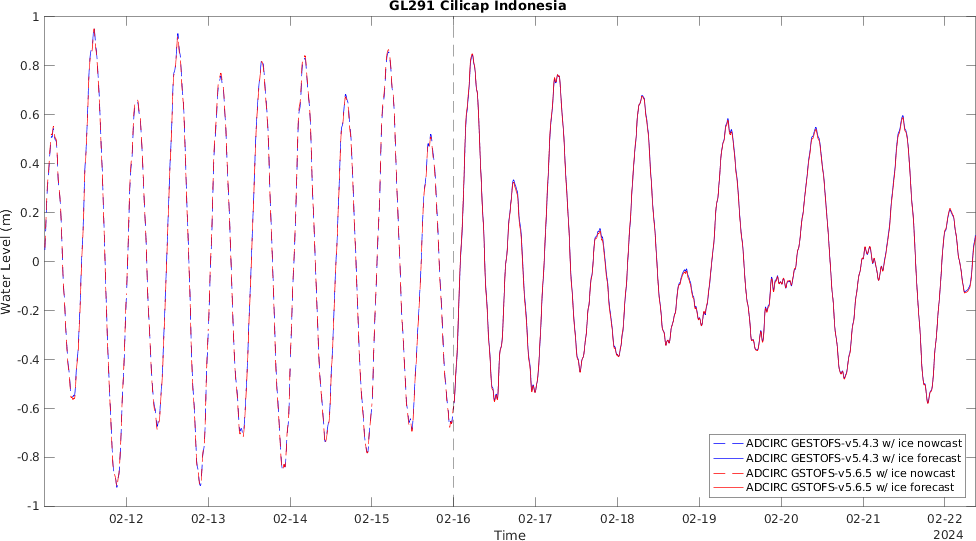 GL291 Cilicap Indonesia
1
0.8
0.6
0.4
0.2
0
-0.2
-0.4
-0.6
-0.8
-1
Water Level (m)
ADCIRC GESTOFS-v5.4.3 w/ ice nowcast
ADCIRC GESTOFS-v5.4.3 w/ ice forecast
ADCIRC GSTOFS-v5.6.5 w/ ice nowcast
ADCIRC GSTOFS-v5.6.5 w/ ice forecast
02-12 02-13 02-14 02-15 02-16 02-17 02-18 02-19 02-20 02-21 02-22
Time
2024